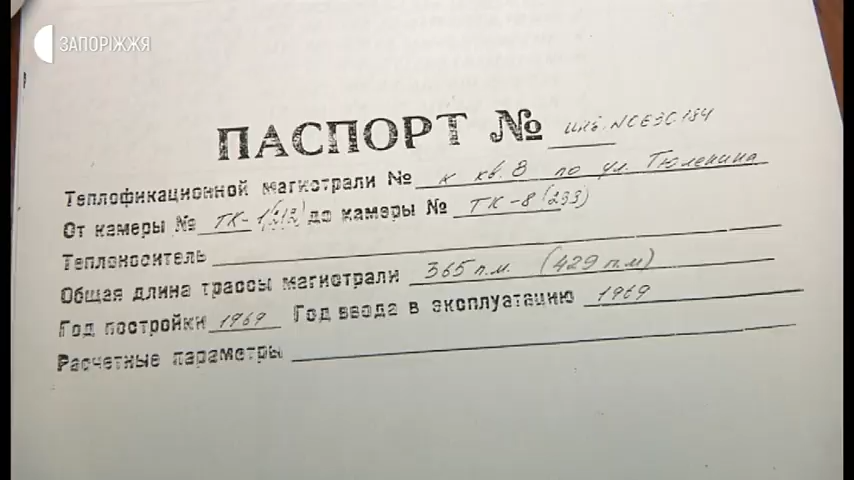 ЗАПОРІЖЖЯ
ПАСПОРТ №
Теплофикационной магистрали № к кв. 8 по ул. Тюленина
От камеры № ТК-1(212) до камеры № ТК-8(233)
Теплоноситель
Общая длина трассы магистрали 365 п.м. (429 п.м)
Год постройки 1969 Год ввода в эксплуатацию 1969
Расчетные параметры